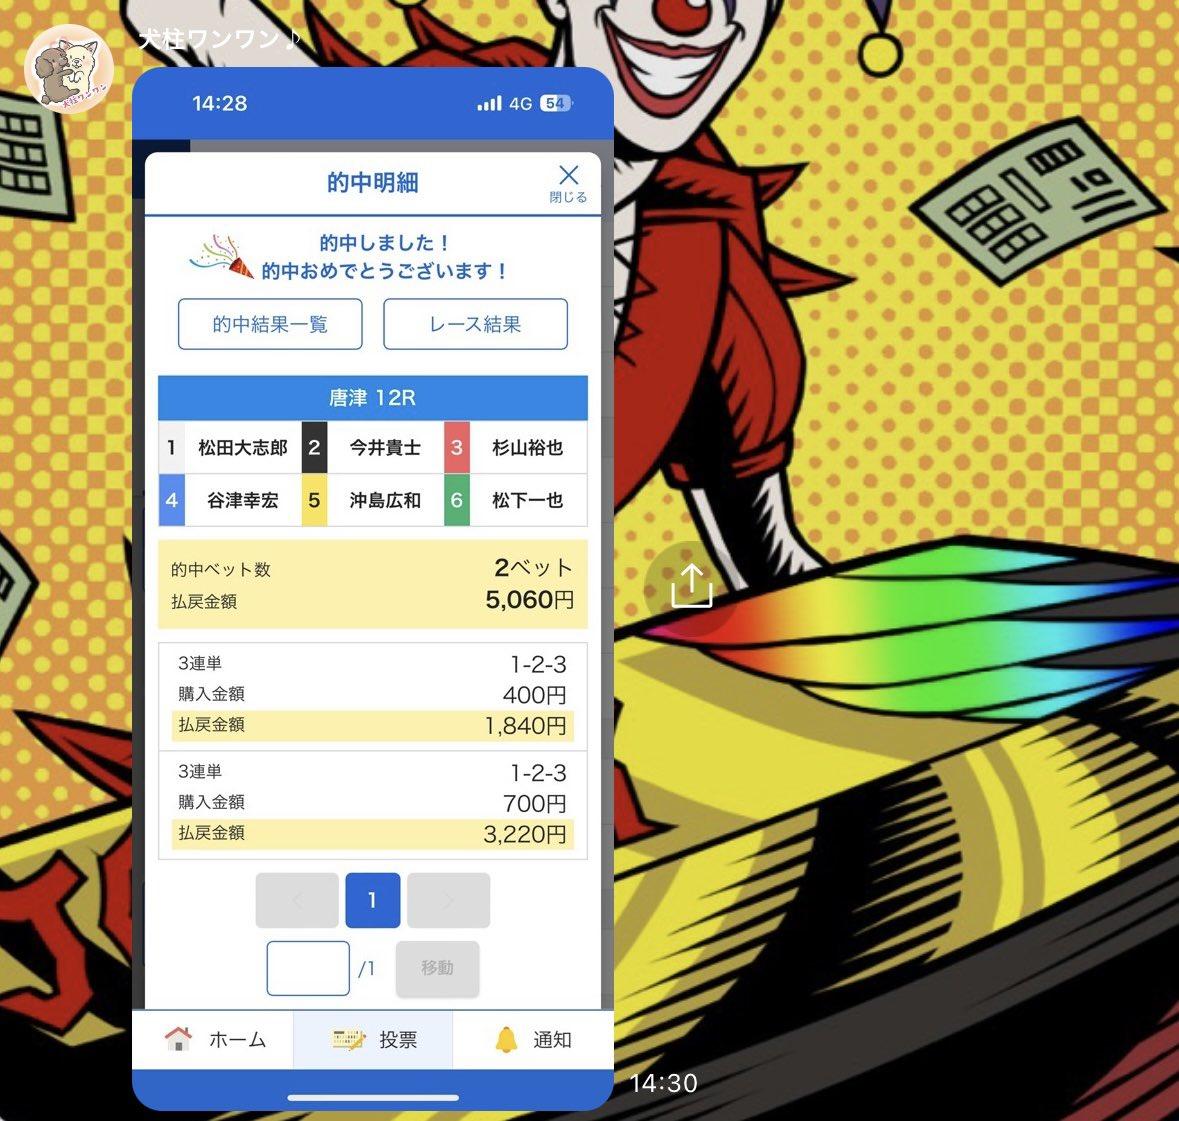 犬柱ワンワン♪
犬柱ワンワン
14:28
4G 54
的中明細
閉じる
的中しました！
的中おめでとうございます！
的中結果一覧
レース結果
唐津 12R
1 松田大志郎 2 今井貴士 3 杉山裕也
4 谷津幸宏 5 沖島広和 6 松下一也
的中ベット数 2ベット
払戻金額 5,060円
3連単 1-2-3
購入金額 400円
払戻金額 1,840円
3連単 1-2-3
購入金額 700円
払戻金額 3,220円
1
/1 移動
ホーム 投票 通知
14:30